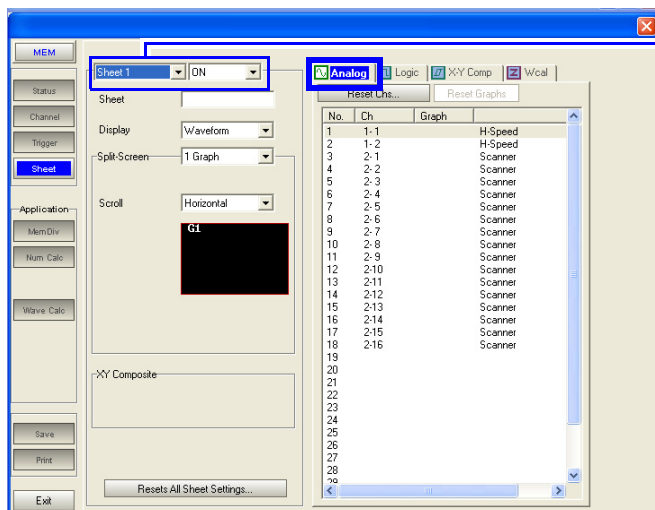 MEM
Status
Channel
Trigger
Sheet
Application
MemDiv
Num Calc
Wave Calc
Save
Print
Exit
Sheet 1 ON
Sheet
Display Waveform
Split-Screen 1 Graph
Scroll Horizontal
G1
XY Composite
Resets All Sheet Settings...
Analog Logic X-Y Comp Wcal
Reset Chs... Reset Graphs
No. Ch Graph
1 1- 1 H-Speed
2 1- 2 H-Speed
3 2- 1 Scanner
4 2- 2 Scanner
5 2- 3 Scanner
6 2- 4 Scanner
7 2- 5 Scanner
8 2- 6 Scanner
9 2- 7 Scanner
10 2- 8 Scanner
11 2- 9 Scanner
12 2-10 Scanner
13 2-11 Scanner
14 2-12 Scanner
15 2-13 Scanner
16 2-14 Scanner
17 2-15 Scanner
18 2-16 Scanner
19
20
21
22
23
24
25
26
27
28
29